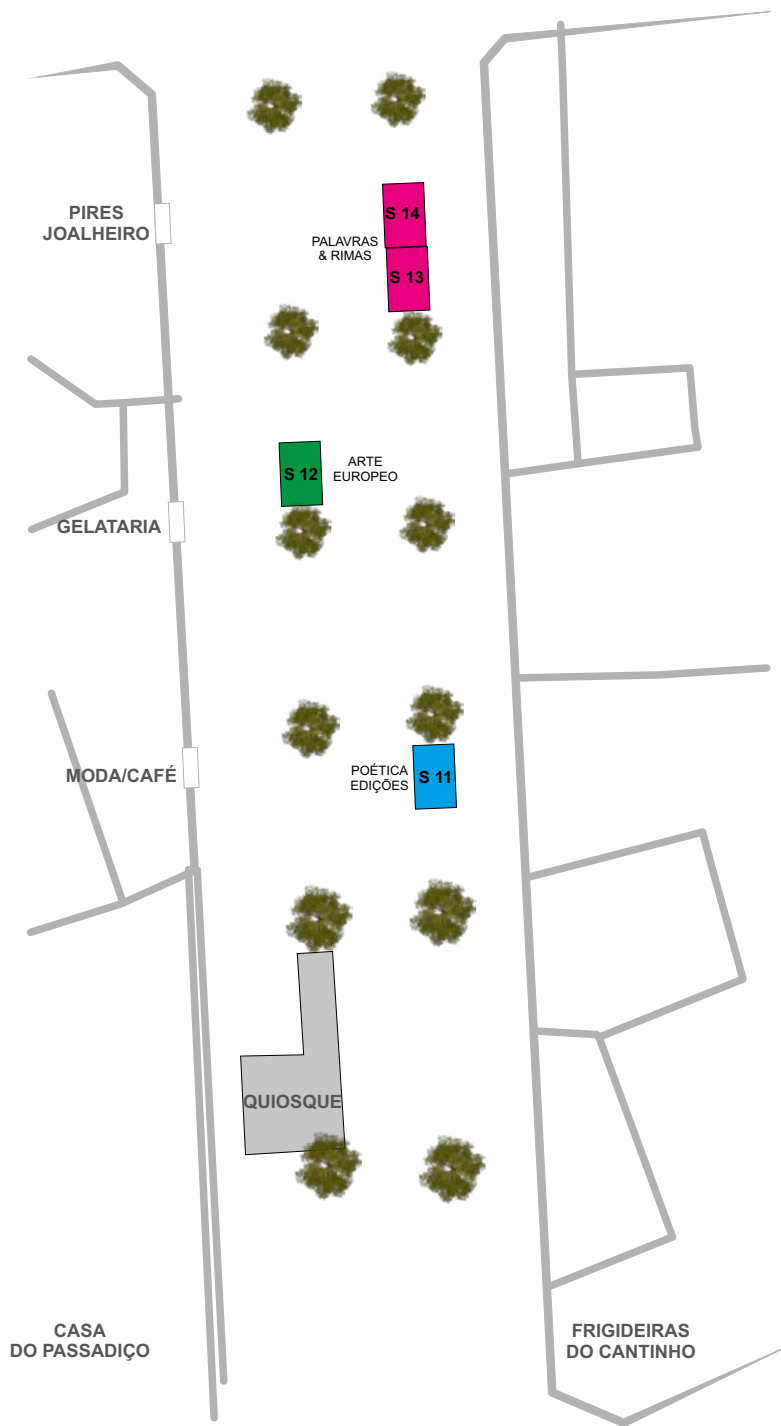 PIRES
JOALHEIRO
S 14
PALAVRAS
& RIMAS
S 13
S 12
ARTE
EUROPEO
GELATARIA
POÉTICA
EDIÇÕES
S 11
MODA/CAFÉ
QUIOSQUE
CASA
DO PASSADIÇO
FRIGIDEIRAS
DO CANTINHO